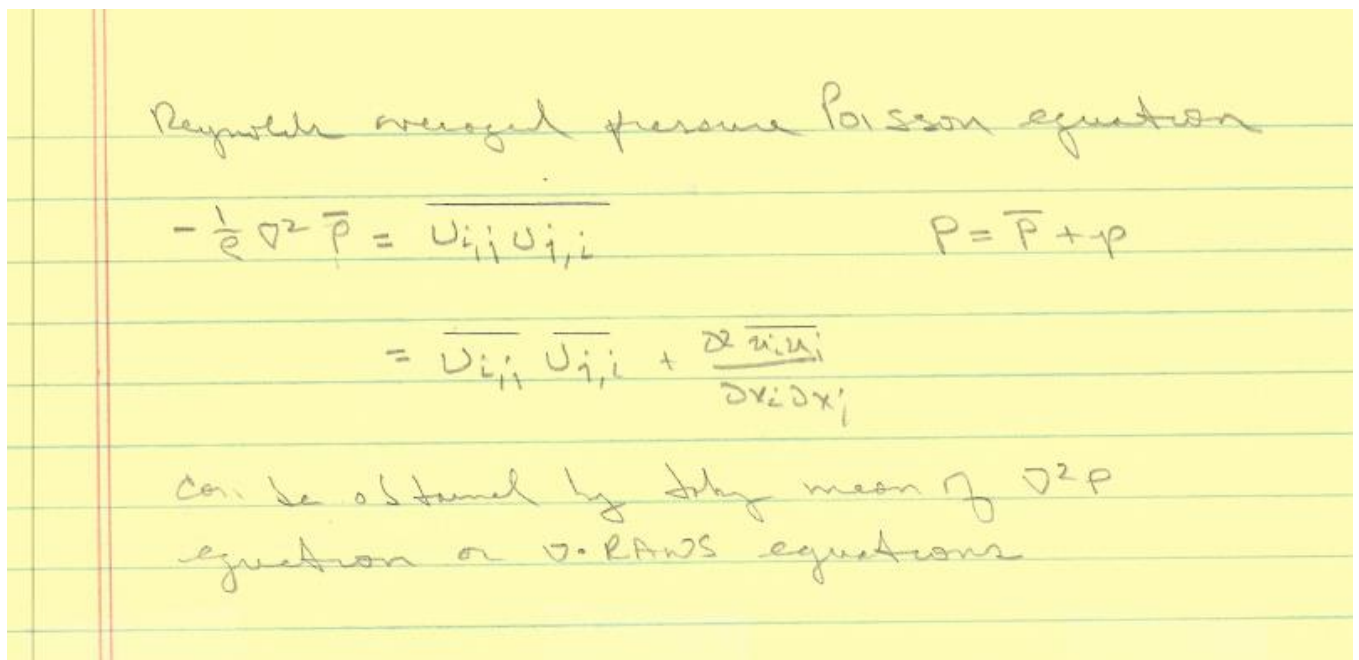 Reynolds averaged pressure Poisson equation
-1/ρ ∇² p̅ = \overline{U_{i,j} U_{j,i}}    P = P̅ + p
= \overline{U_{i,j}} \overline{U_{j,i}} + ∂² \overline{u_i u_j} / ∂x_i ∂x_j
Can be obtained by taking mean of ∇²p
equation or ∇· RANS equations